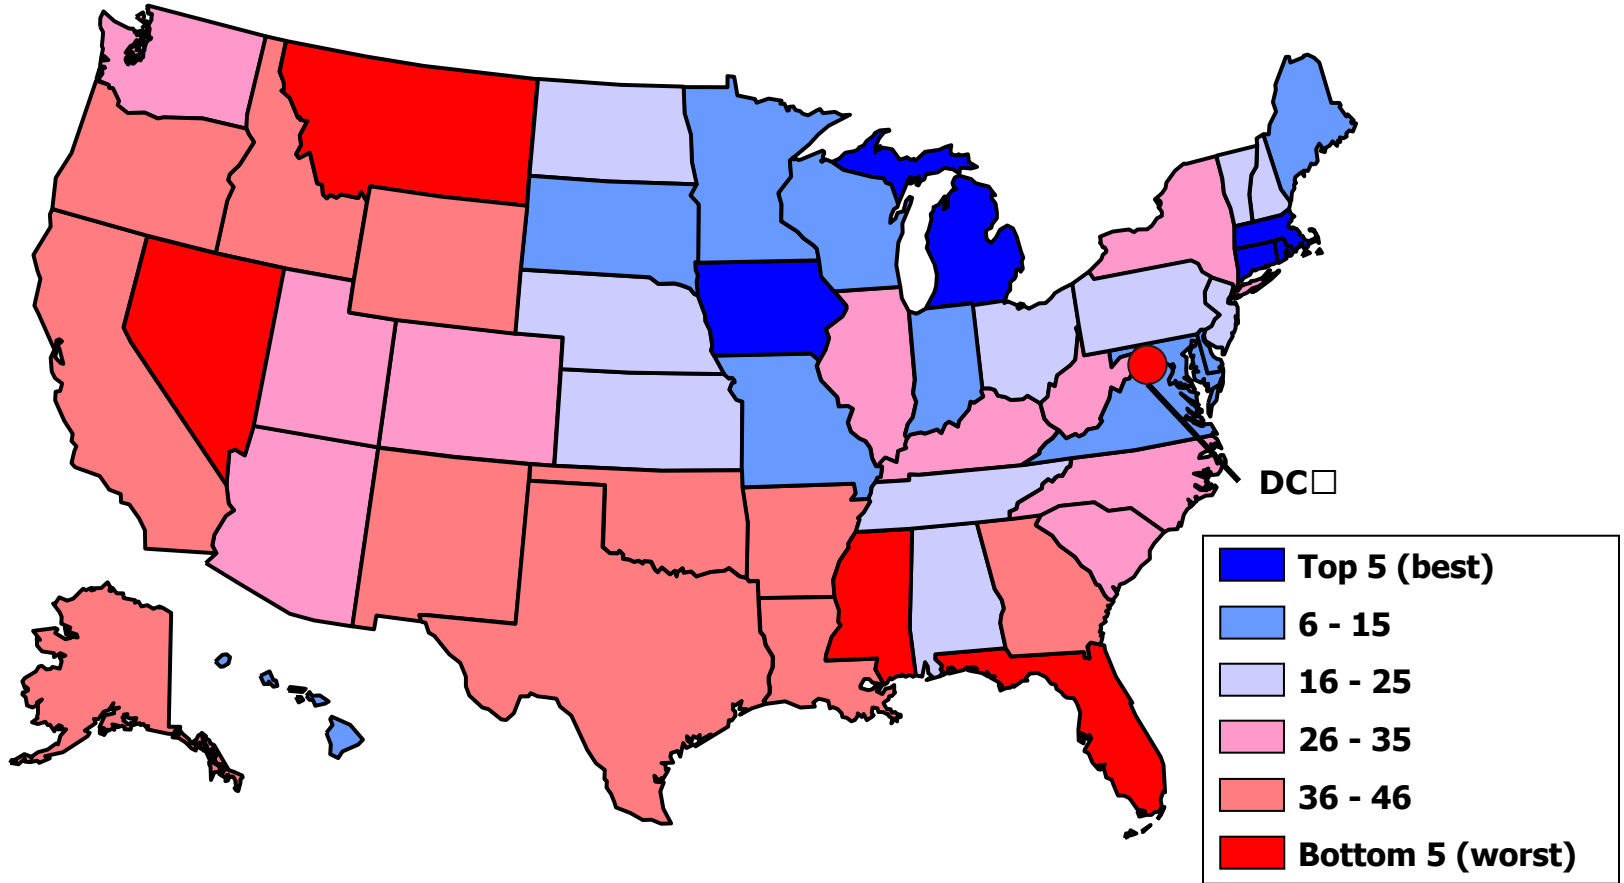 DC□
Top 5 (best)
6 - 15
16 - 25
26 - 35
36 - 46
Bottom 5 (worst)